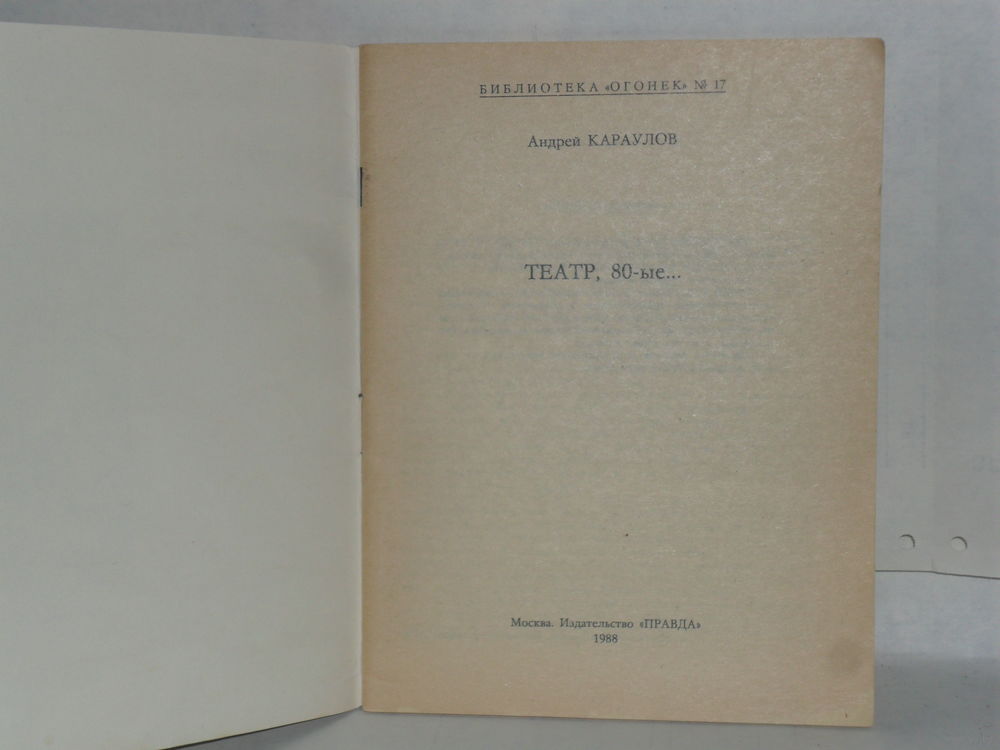 БИБЛИОТЕКА «ОГОНЕК» № 17
Андрей КАРАУЛОВ
ТЕАТР, 80-ые...
Москва. Издательство «ПРАВДА»
1988